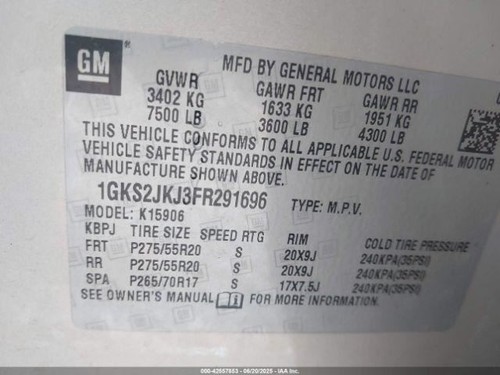 GM
MFD BY GENERAL MOTORS LLC
GVWR GAWR FRT GAWR RR
3402 KG 1633 KG 1951 KG
7500 LB 3600 LB 4300 LB
THIS VEHICLE CONFORMS TO ALL APPLICABLE U.S. FEDERAL MOTOR
VEHICLE SAFETY STANDARDS IN EFFECT ON THE DATE OF
MANUFACTURE SHOWN ABOVE.
1GKS2JKJ3FR291696 TYPE: M.P.V.
MODEL: K15906
KBPJ TIRE SIZE SPEED RTG RIM COLD TIRE PRESSURE
FRT P275/55R20 S 20X9J 240KPA(35PSI)
RR P275/55R20 S 20X9J 240KPA(35PSI)
SPA P265/70R17 S 17X7.5J 240KPA(35PSI)
SEE OWNER'S MANUAL FOR MORE INFORMATION.
000-42557653 - 06/20/2025 - IAA Inc.